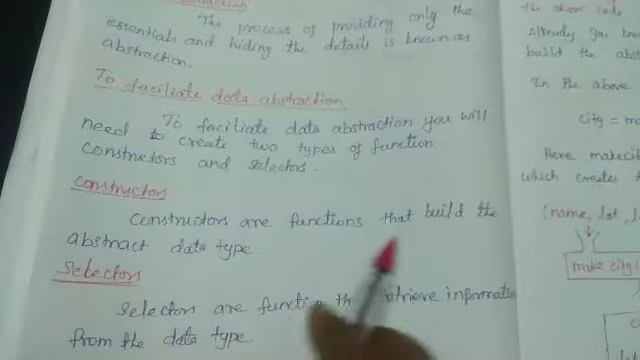 The process of providing only the
essentials and hiding the details is known as
abstraction.
To faciliate data abstraction
To faciliate data abstraction you will
need to create two types of function
constructors and selectors.
Constructors
Constructors are functions that build the
abstract data type.
Selectors
Selectors are function
information
from the data type.
the above code
Already you
build the
In the above
city =
Here
which creates
(name, lat,
make city